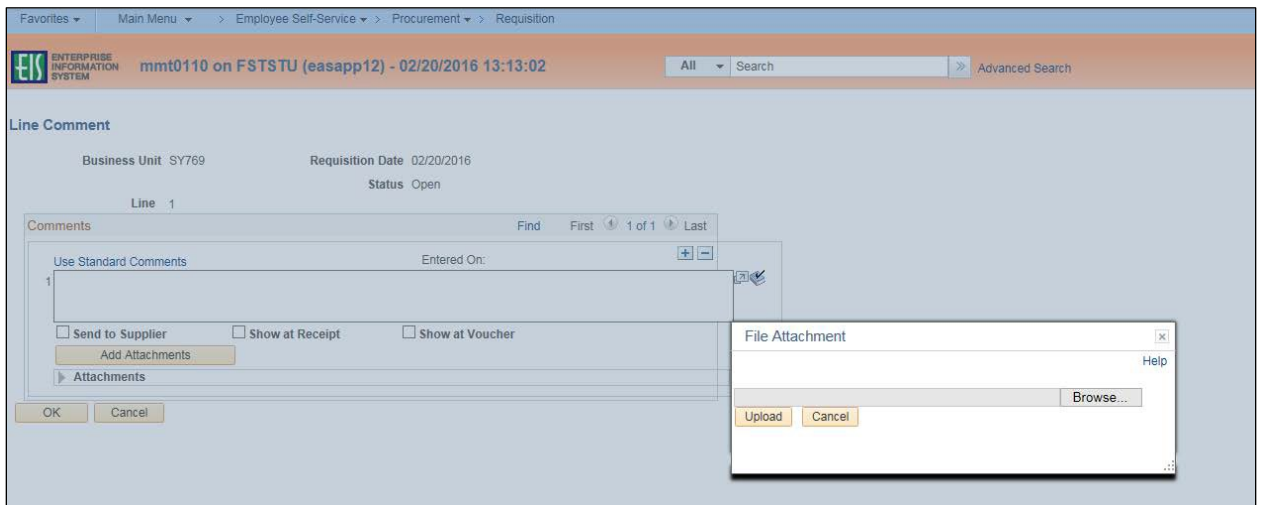 Favorites Main Menu > Employee Self-Service > Procurement > Requisition
EIS ENTERPRISE INFORMATION SYSTEM
mmt0110 on FSTSTU (easapp12) - 02/20/2016 13:13:02 All Search » Advanced Search
Line Comment
Business Unit SY769 Requisition Date 02/20/2016
Status Open
Line 1
Comments Find First 1 of 1 Last
Use Standard Comments Entered On: + −
1
Send to Supplier Show at Receipt Show at Voucher
Add Attachments
Attachments
OK Cancel
File Attachment x
Help
Browse...
Upload Cancel